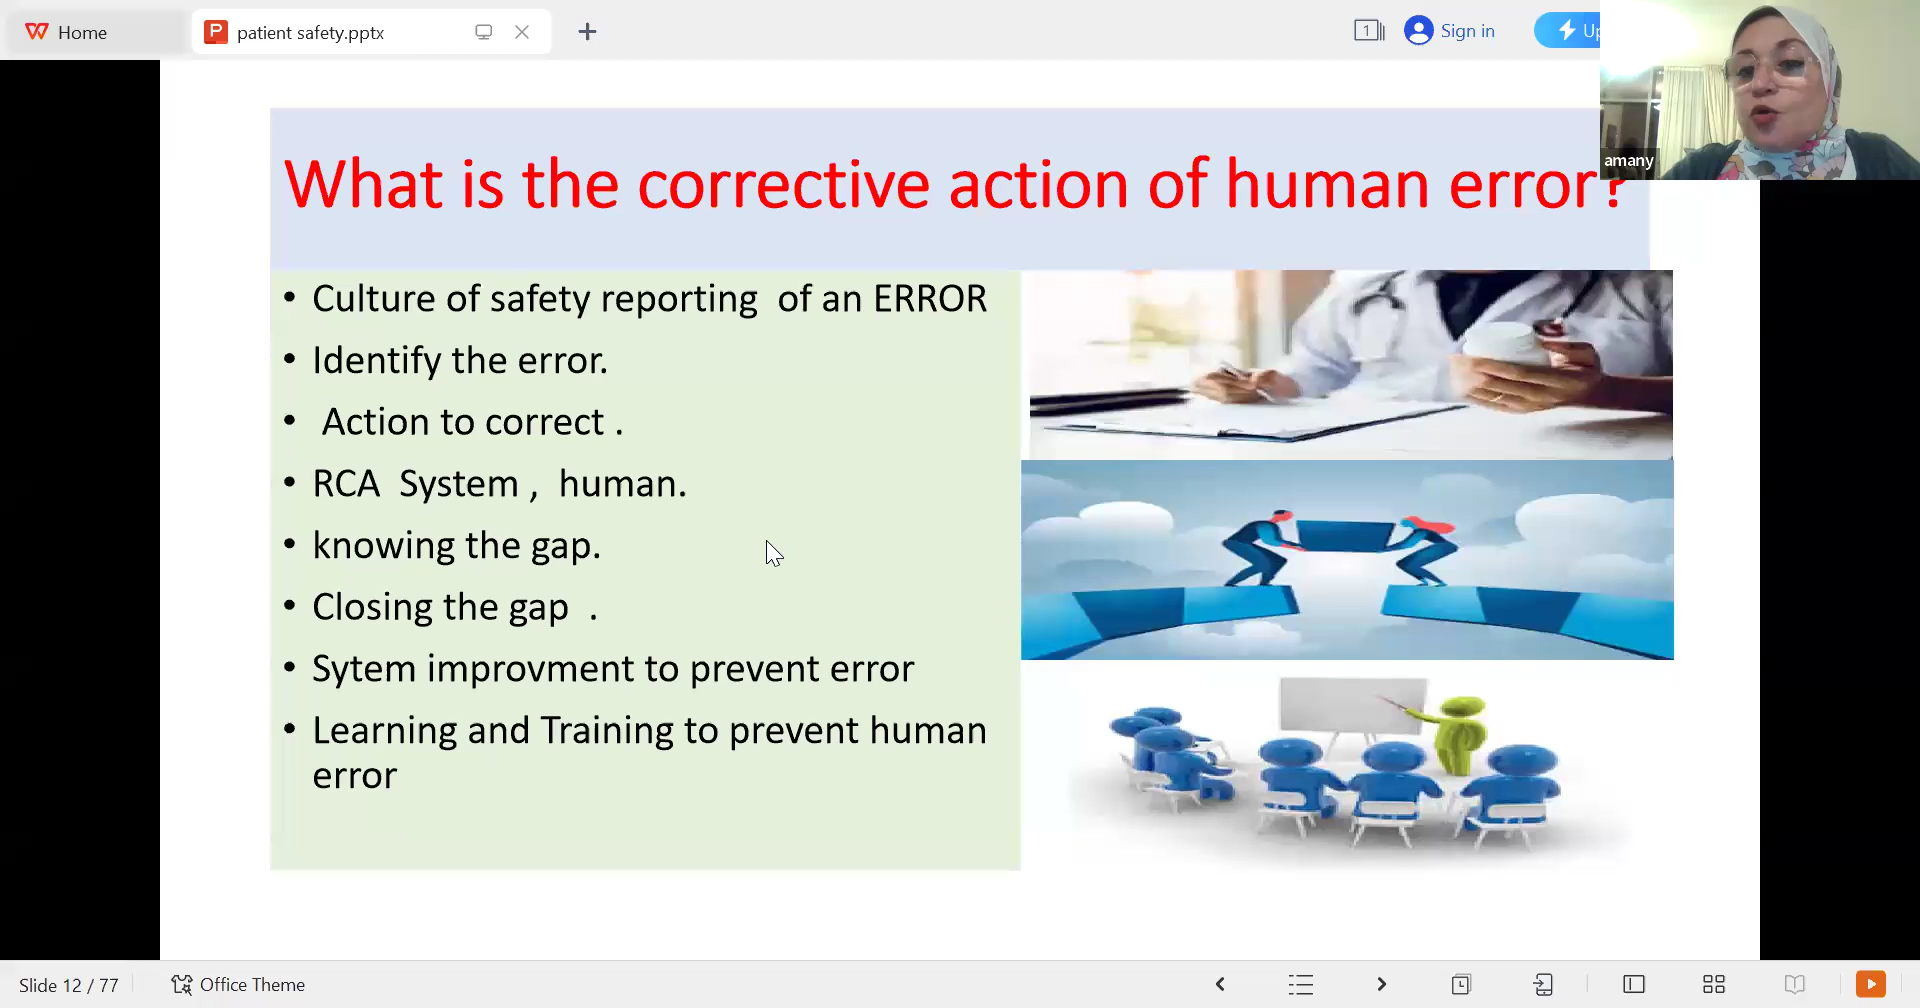 Home
patient safety.pptx
1
Sign in
amany
What is the corrective action of human error?
• Culture of safety reporting of an ERROR
• Identify the error.
• Action to correct .
• RCA System , human.
• knowing the gap.
• Closing the gap .
• Sytem improvment to prevent error
• Learning and Training to prevent human
error
Slide 12 / 77
Office Theme